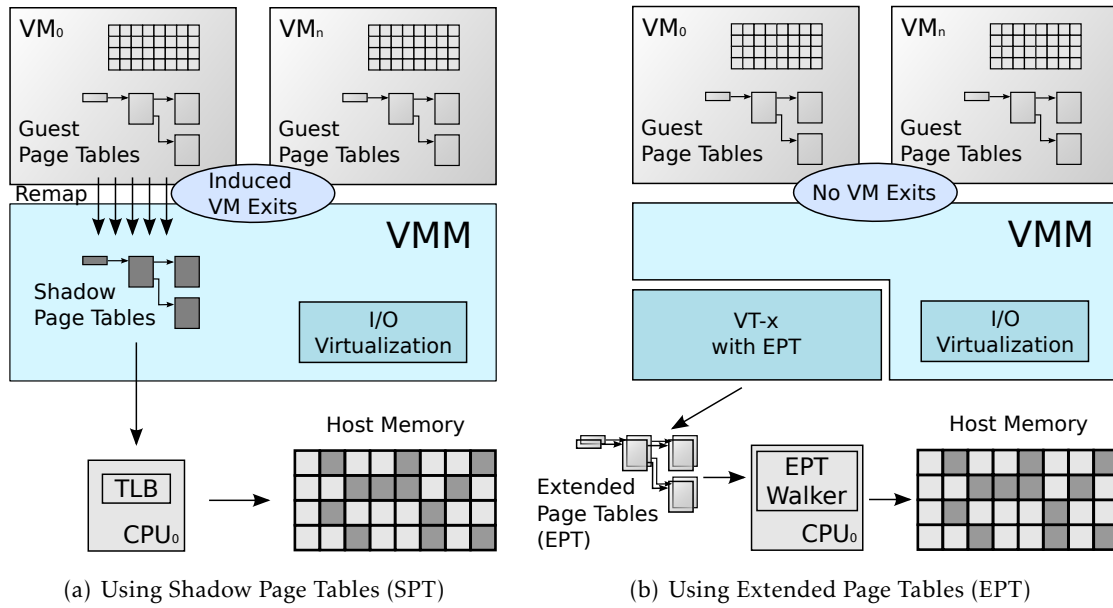 VM₀
Guest
Page Tables
VMₙ
Guest
Page Tables
Remap
Induced
VM Exits
VMM
Shadow
Page Tables
I/O
Virtualization
TLB
CPU₀
Host Memory
(a) Using Shadow Page Tables (SPT)
VM₀
Guest
Page Tables
VMₙ
Guest
Page Tables
No VM Exits
VMM
VT-x
with EPT
I/O
Virtualization
Extended
Page Tables
(EPT)
EPT
Walker
CPU₀
Host Memory
(b) Using Extended Page Tables (EPT)